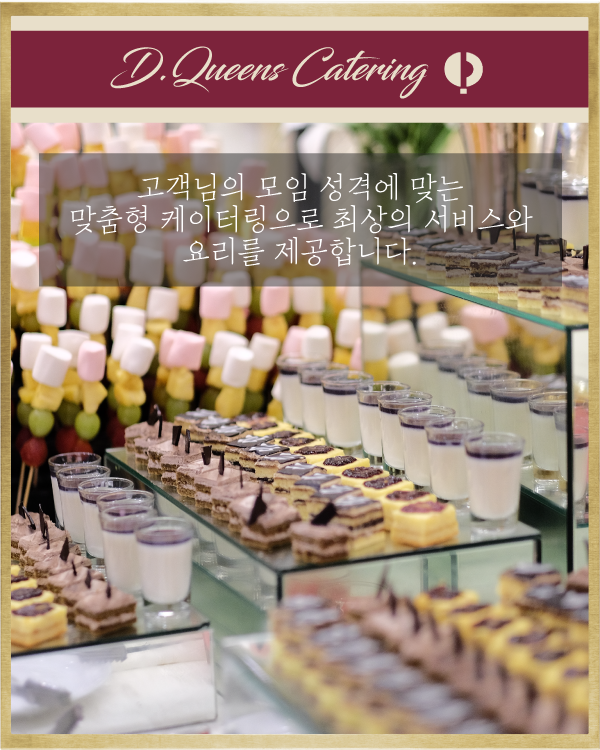 D.Queens Catering
고객님의 모임 성격에 맞는
맞춤형 케이터링으로 최상의 서비스와
요리를 제공합니다.